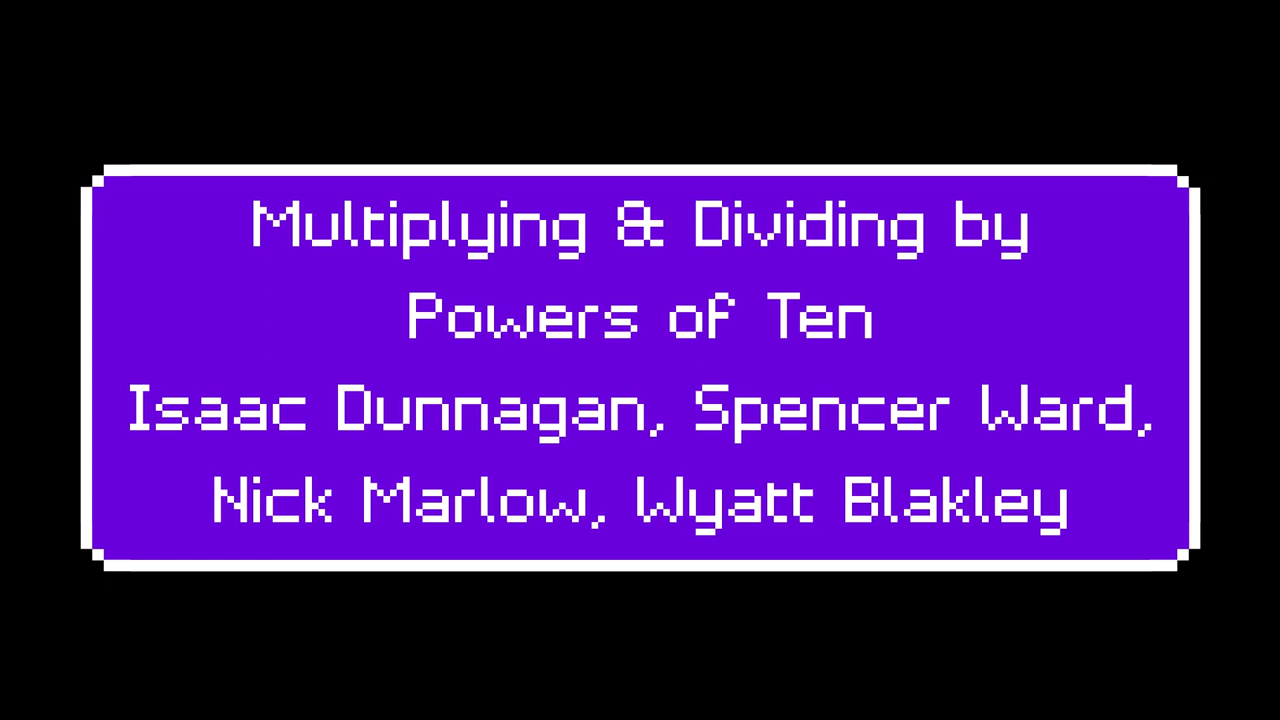 Multiplying & Dividing by
Powers of Ten
Isaac Dunnagan, Spencer Ward,
Nick Marlow, Wyatt Blakley